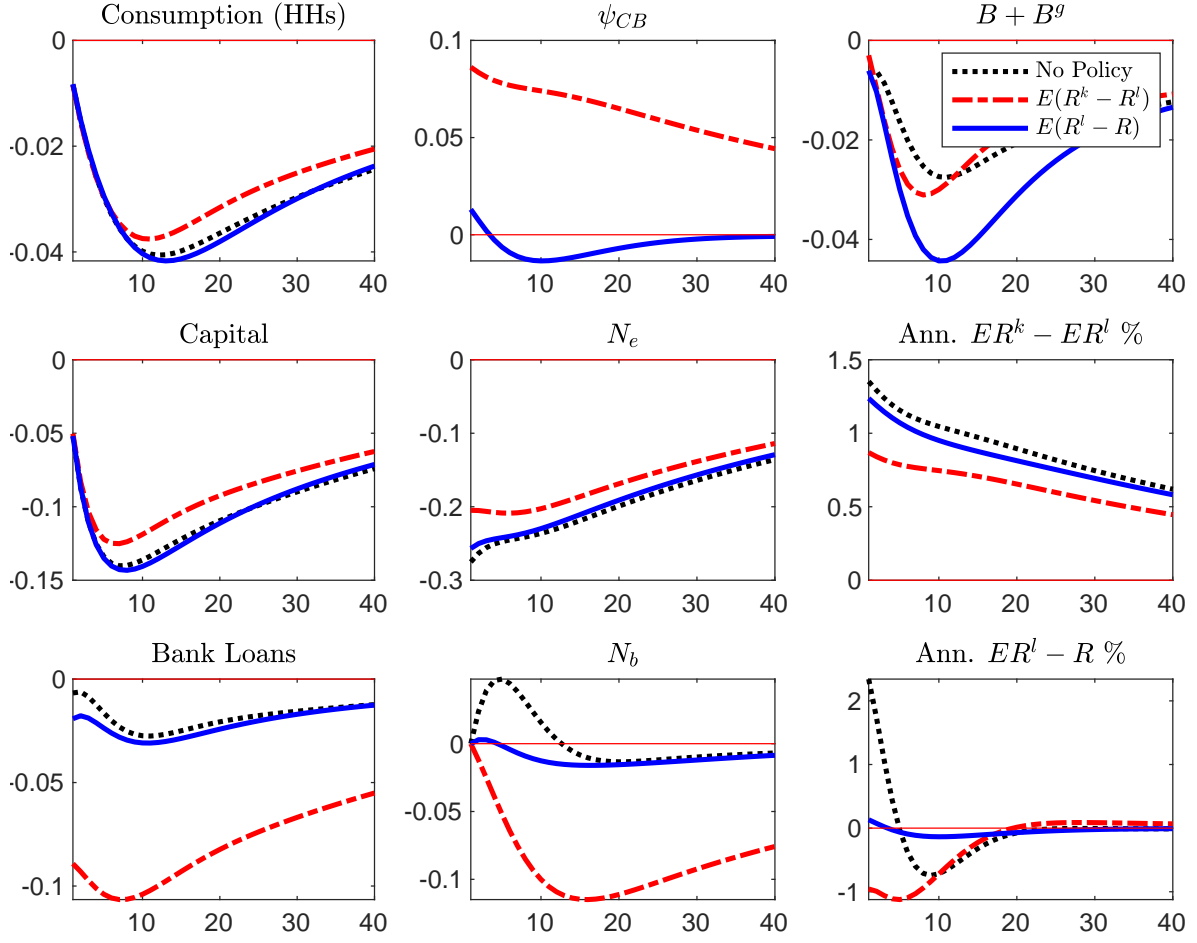 Consumption (HHs)
0
-0.02
-0.04
10 20 30 40
ψ_CB
0.1
0.05
0
10 20 30 40
B + B^g
0
-0.02
-0.04
10 20 30 40
No Policy
E(R^k − R^l)
E(R^l − R)
Capital
0
-0.05
-0.1
-0.15
10 20 30 40
N_e
0
-0.1
-0.2
-0.3
10 20 30 40
Ann. ER^k − ER^l %
1.5
1
0.5
0
10 20 30 40
Bank Loans
0
-0.05
-0.1
10 20 30 40
N_b
0
-0.05
-0.1
10 20 30 40
Ann. ER^l − R %
2
1
0
-1
10 20 30 40